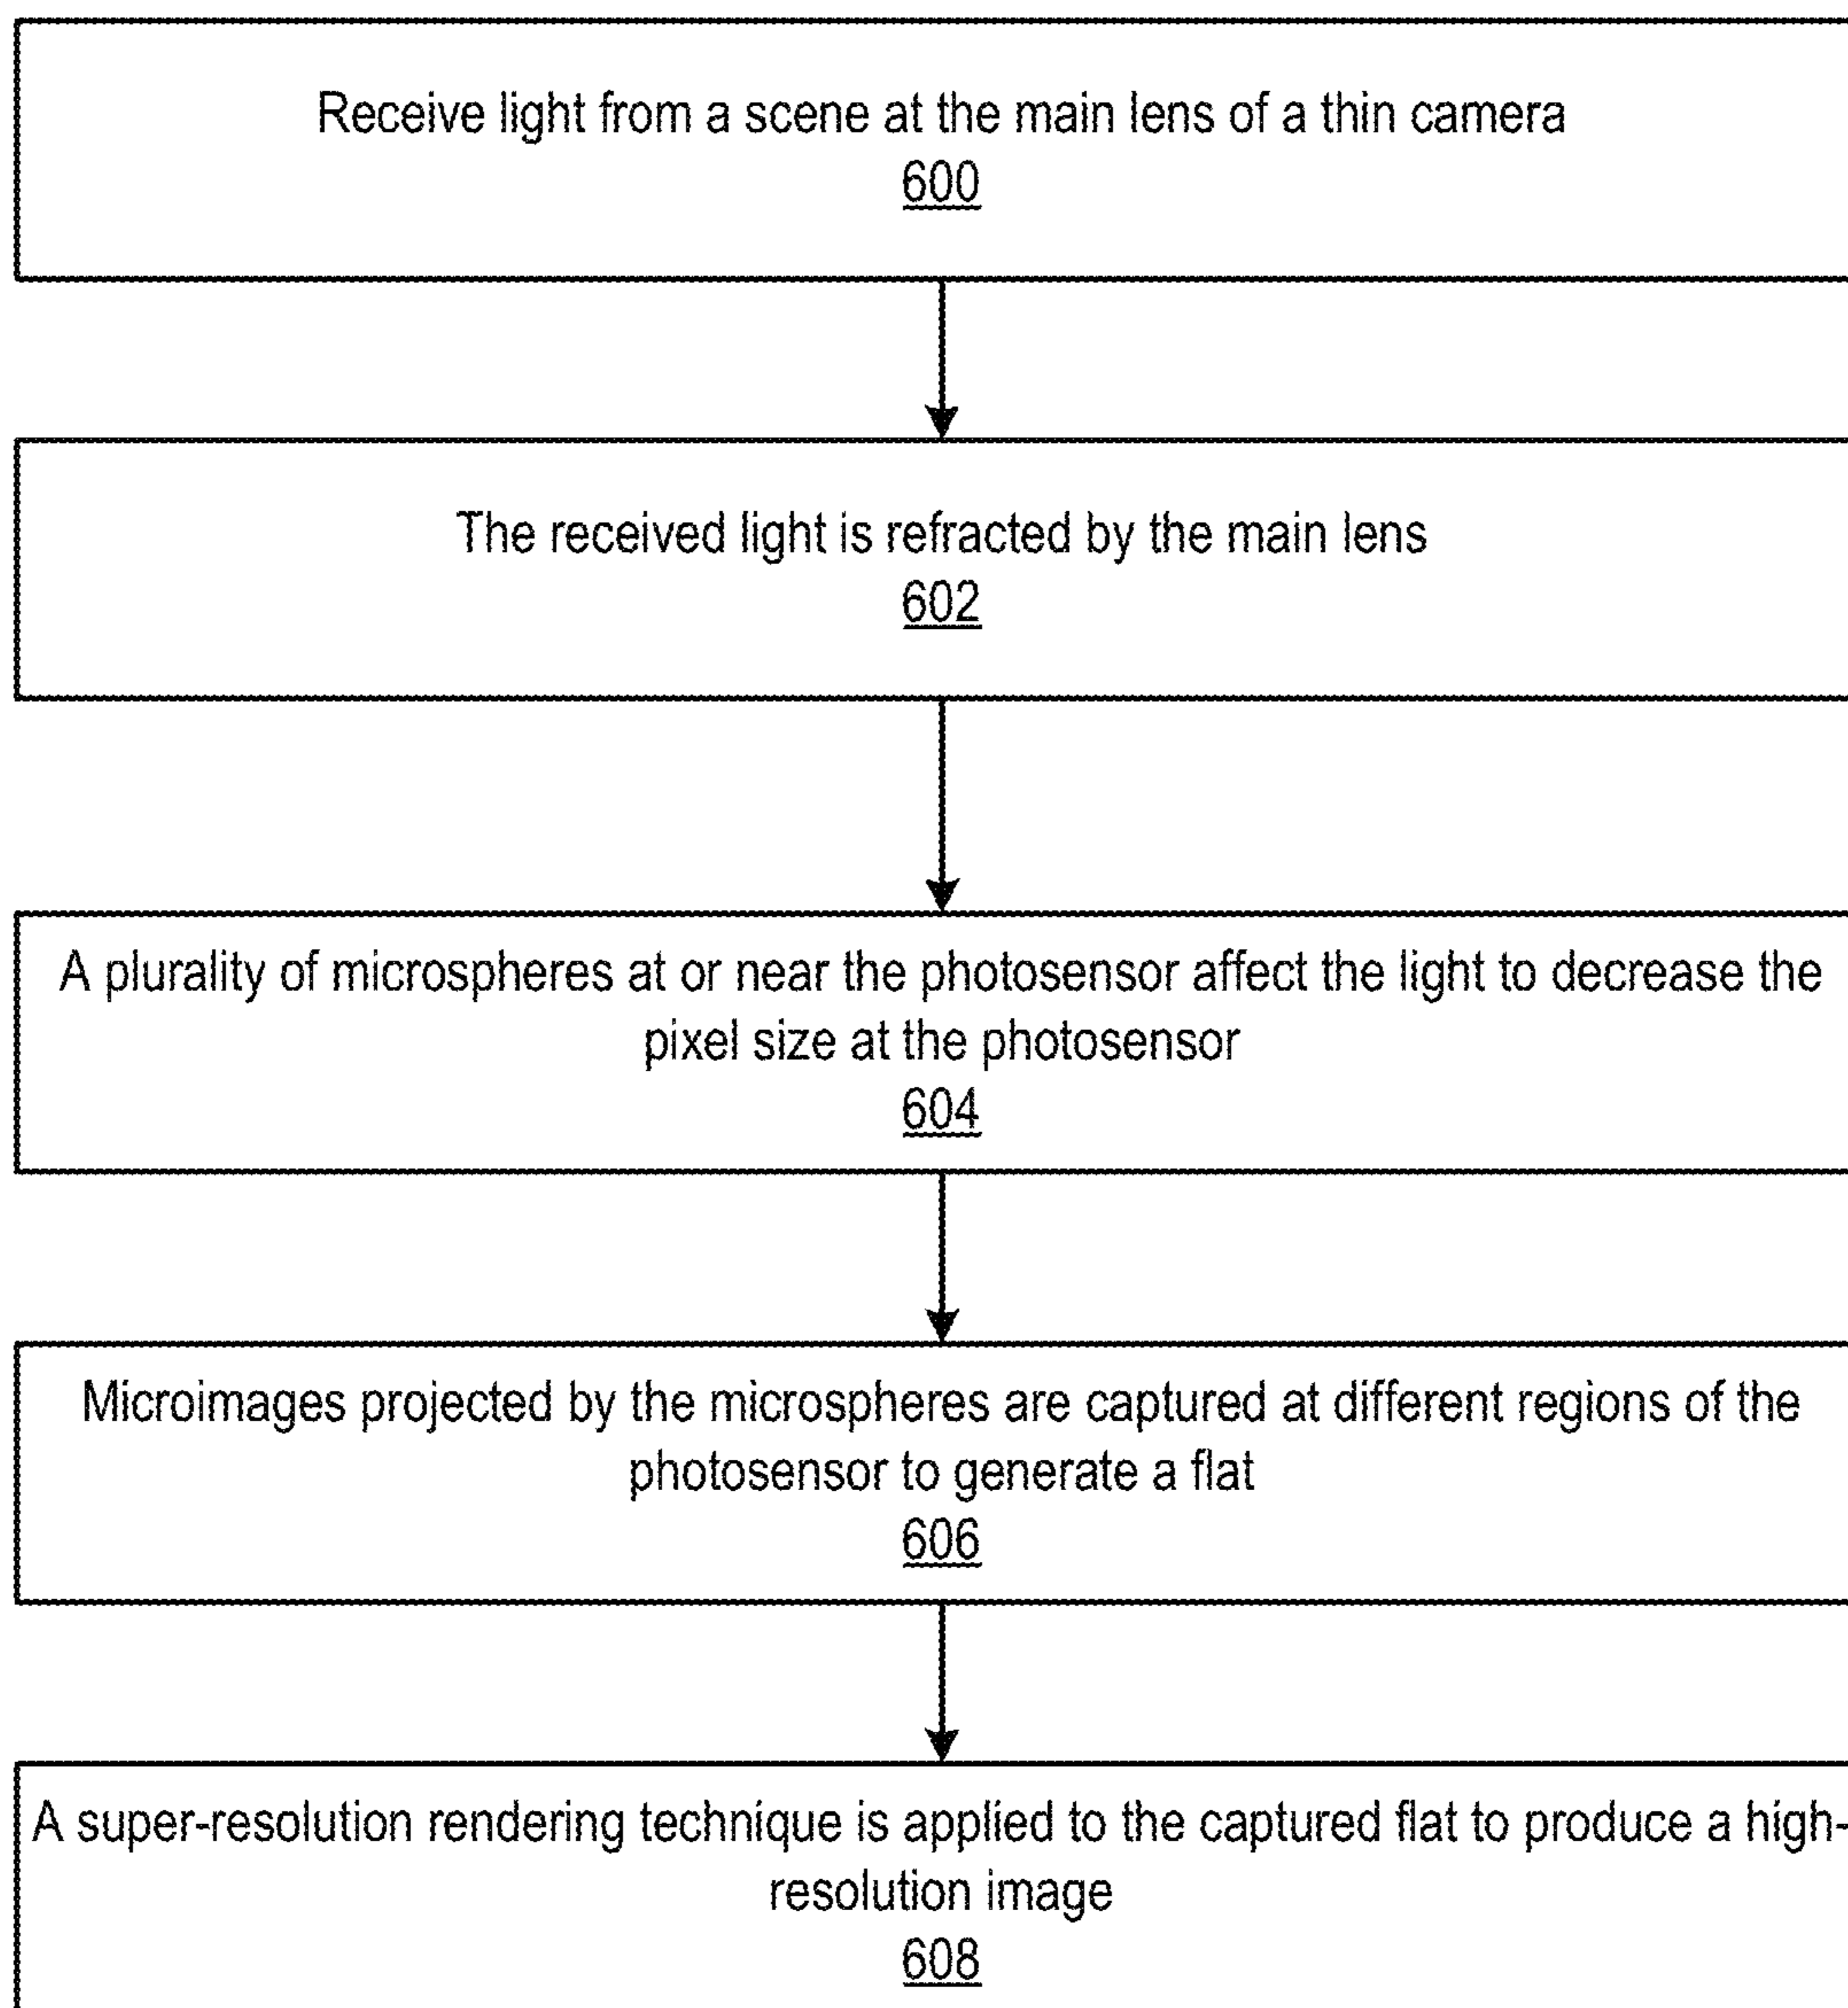 Receive light from a scene at the main lens of a thin camera
600
The received light is refracted by the main lens
602
A plurality of microspheres at or near the photosensor affect the light to decrease the
pixel size at the photosensor
604
Microimages projected by the microspheres are captured at different regions of the
photosensor to generate a flat
606
A super-resolution rendering technique is applied to the captured flat to produce a high-
resolution image
608